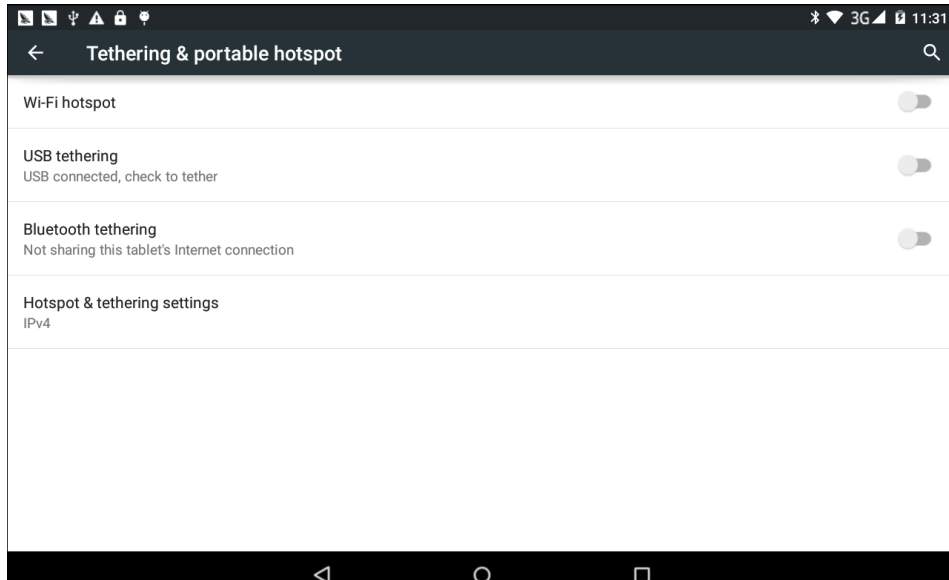 3G 11:31
Tethering & portable hotspot
Wi-Fi hotspot
USB tethering
USB connected, check to tether
Bluetooth tethering
Not sharing this tablet's Internet connection
Hotspot & tethering settings
IPv4